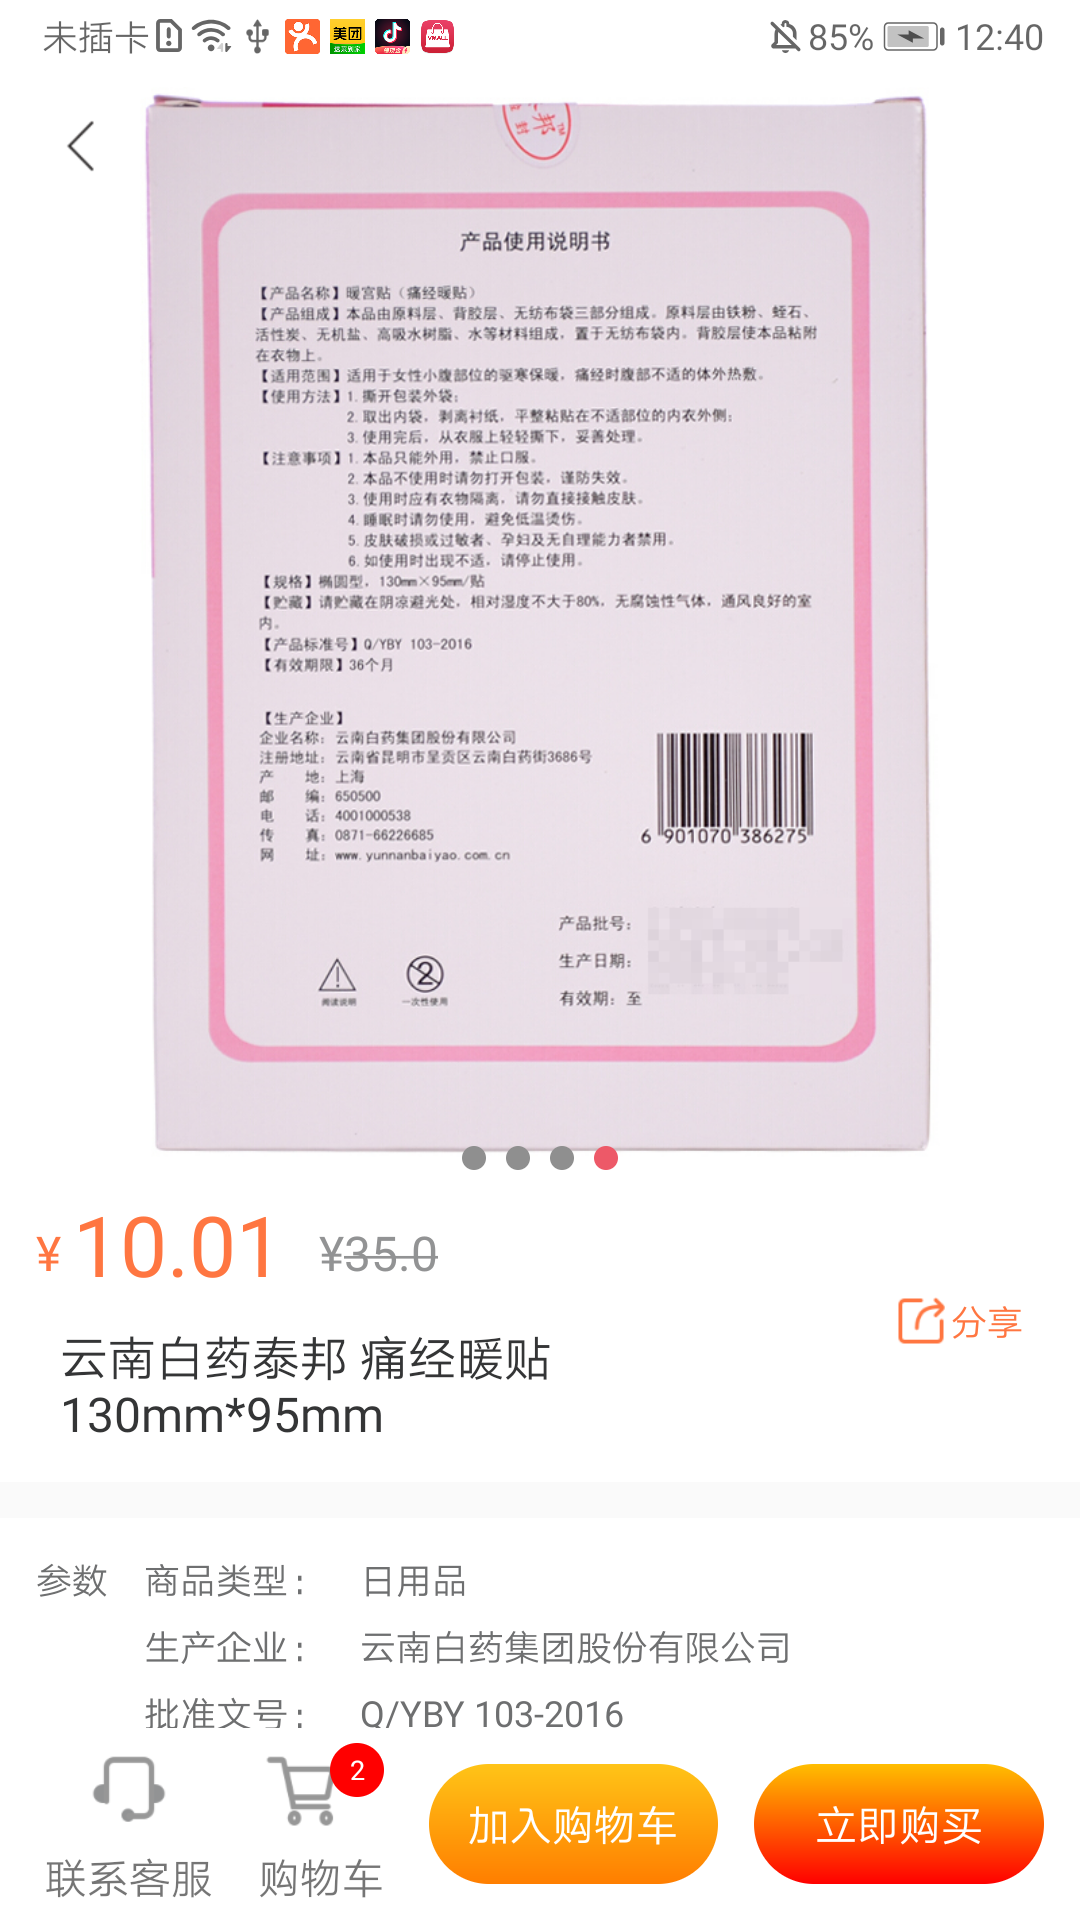 未插卡 85% 12:40
产品使用说明书
【产品名称】暖宫贴（痛经暖贴）
【产品组成】本品由原料层、背胶层、无纺布袋三部分组成。原料层由铁粉、蛭石、
活性炭、无机盐、高吸水树脂、水等材料组成，置于无纺布袋内。背胶层使本品粘附
在衣物上。
【适用范围】适用于女性小腹部位的驱寒保暖，痛经时腹部不适的体外热敷。
【使用方法】1. 撕开包装外袋；
2. 取出内袋，剥离衬纸，平整粘贴在不适部位的内衣外侧；
3. 使用完后，从衣服上轻轻撕下，妥善处理。
【注意事项】1. 本品只能外用，禁止口服。
2. 本品不使用时请勿打开包装，谨防失效。
3. 使用时应有衣物隔离，请勿直接接触皮肤。
4. 睡眠时请勿使用，避免低温烫伤。
5. 皮肤破损或过敏者、孕妇及无自理能力者禁用。
6. 如使用时出现不适，请停止使用。
【规格】椭圆型，130mm×95mm/贴
【贮藏】请贮藏在阴凉避光处，相对湿度不大于80%，无腐蚀性气体，通风良好的室
内。
【产品标准号】Q/YBY 103-2016
【有效期限】36个月
【生产企业】
企业名称：云南白药集团股份有限公司
注册地址：云南省昆明市呈贡区云南白药街3686号
产 地：上海
邮 编：650500
电 话：4001000538
传 真：0871-66226685
网 址：www.yunnanbaiyao.com.cn
6 901070 386275
产品批号：
生产日期：
有效期：至
阅读说明
2
一次性使用
¥10.01 ¥35.0
分享
云南白药泰邦 痛经暖贴
130mm*95mm
参数 商品类型： 日用品
生产企业： 云南白药集团股份有限公司
批准文号： Q/YBY 103-2016
2
联系客服 购物车 加入购物车 立即购买